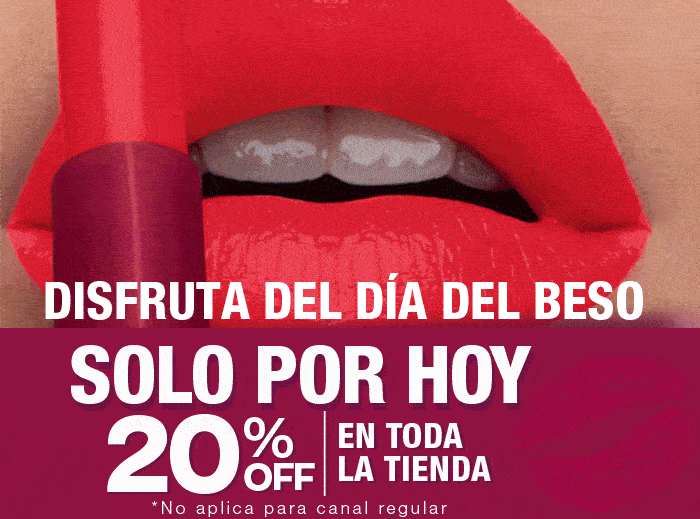 DISFRUTA DEL DÍA DEL BESO
SOLO POR HOY
20% OFF
EN TODA
LA TIENDA
*No aplica para canal regular